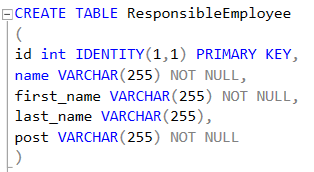 CREATE TABLE ResponsibleEmployee
(
id int IDENTITY(1,1) PRIMARY KEY,
name VARCHAR(255) NOT NULL,
first_name VARCHAR(255) NOT NULL,
last_name VARCHAR(255),
post VARCHAR(255) NOT NULL
)